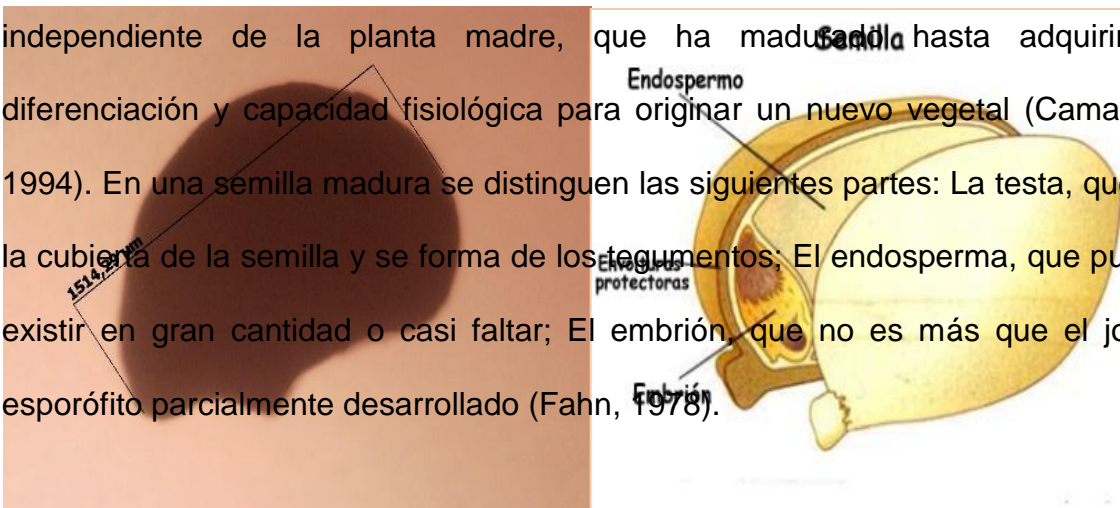 independiente de la planta madre, que ha madurado hasta adquirir
Semilla
Endospermo
diferenciación y capacidad fisiológica para originar un nuevo vegetal (Cama
1994). En una semilla madura se distinguen las siguientes partes: La testa, que
la cubierta de la semilla y se forma de los tegumentos; El endosperma, que pu
Envolturas
protectoras
existir en gran cantidad o casi faltar; El embrión, que no es más que el jo
Embrión
esporófito parcialmente desarrollado (Fahn, 1978).